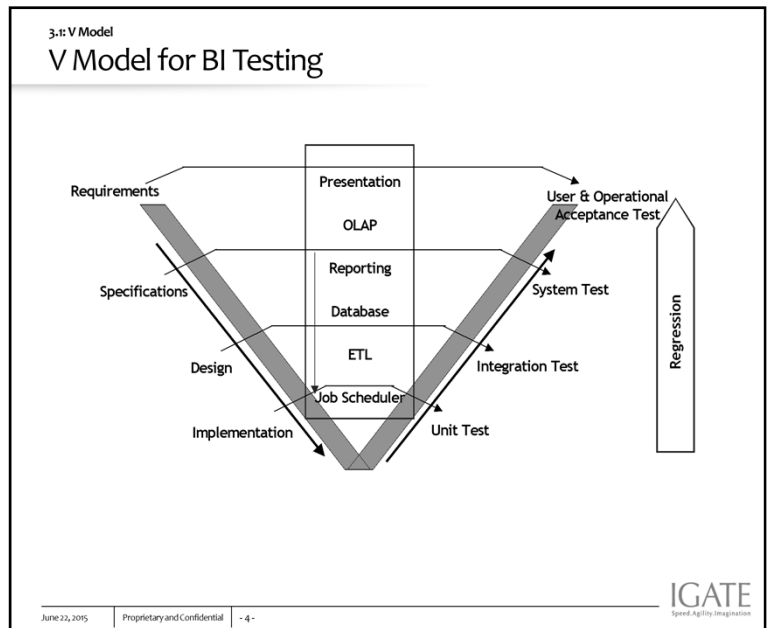 3.1: V Model
V Model for BI Testing
Requirements
Presentation
User & Operational
Acceptance Test
OLAP
Specifications
Reporting
System Test
Database
Design
ETL
Integration Test
Implementation
Job Scheduler
Unit Test
Regression
June 22, 2015
Proprietary and Confidential
- 4 -
IGATE
Speed.Agility.Imagination